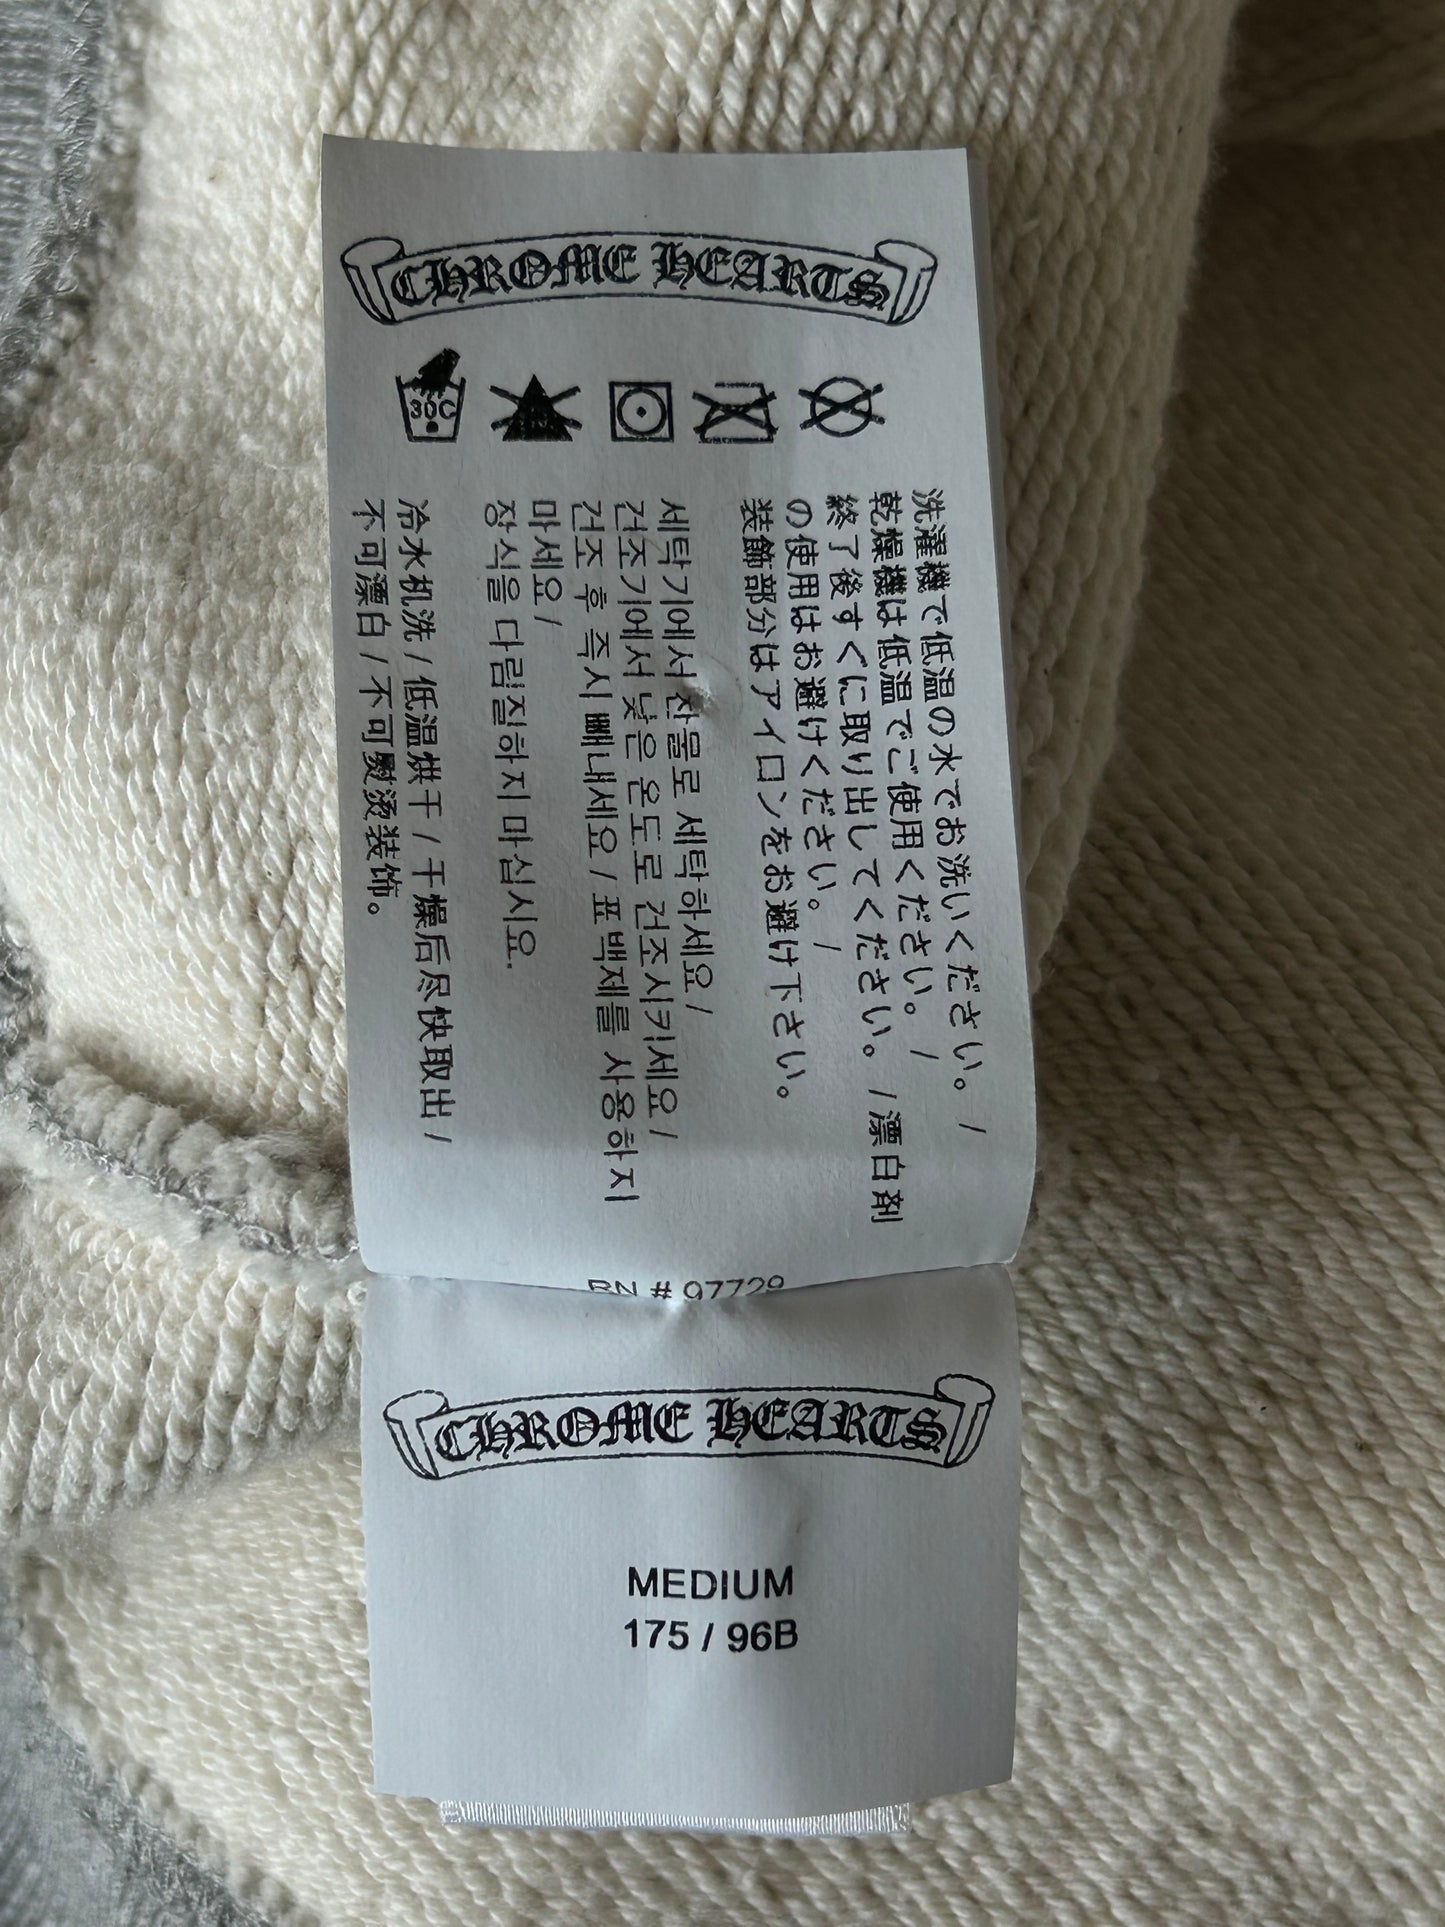 CHROME HEARTS
30C
洗濯機で低温の水でお洗いください。 /
乾燥機は低温でご使用ください。 /
終了後すぐに取り出してください。 / 漂白剤
の使用はお避けください。 /
装飾部分はアイロンをお避け下さい。
세탁기에서 찬물로 세탁하세요 /
건조기에서 낮은 온도로 건조시키세요 /
건조 후 즉시 빼내세요 / 표백제를 사용하지
마세요 /
장식을 다림질하지 마십시요.
冷水机洗 / 低温烘干 / 干燥后尽快取出 /
不可漂白 / 不可熨烫装饰。
RN # 97729
CHROME HEARTS
MEDIUM
175 / 96B